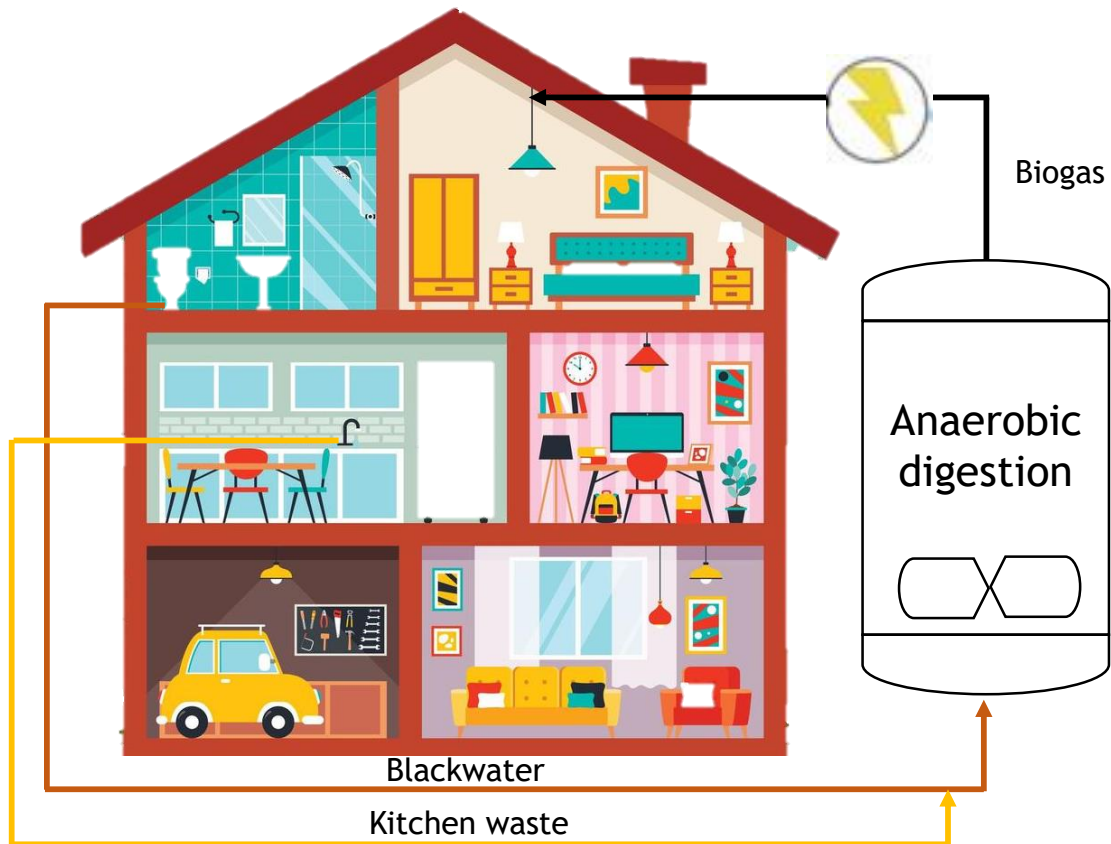 Biogas
Anaerobic
digestion
Blackwater
Kitchen waste